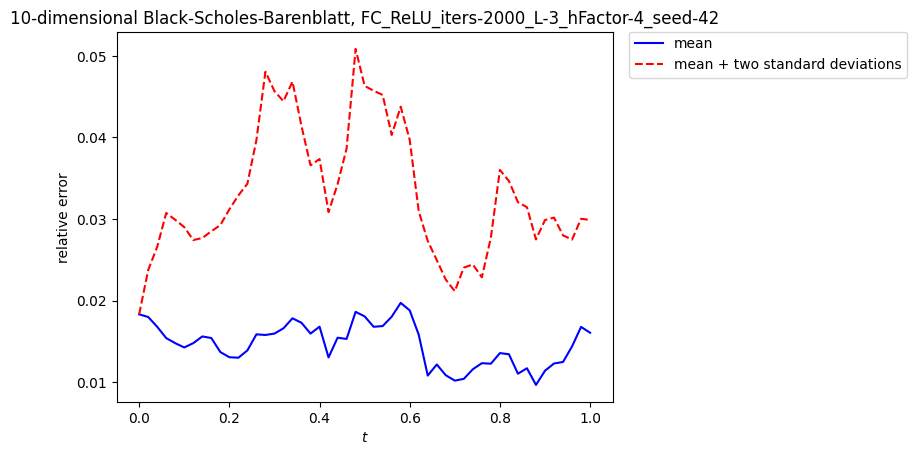 10-dimensional Black-Scholes-Barenblatt, FC_ReLU_iters-2000_L-3_hFactor-4_seed-42
mean
mean + two standard deviations
relative error
0.05
0.04
0.03
0.02
0.01
0.0 0.2 0.4 0.6 0.8 1.0
t